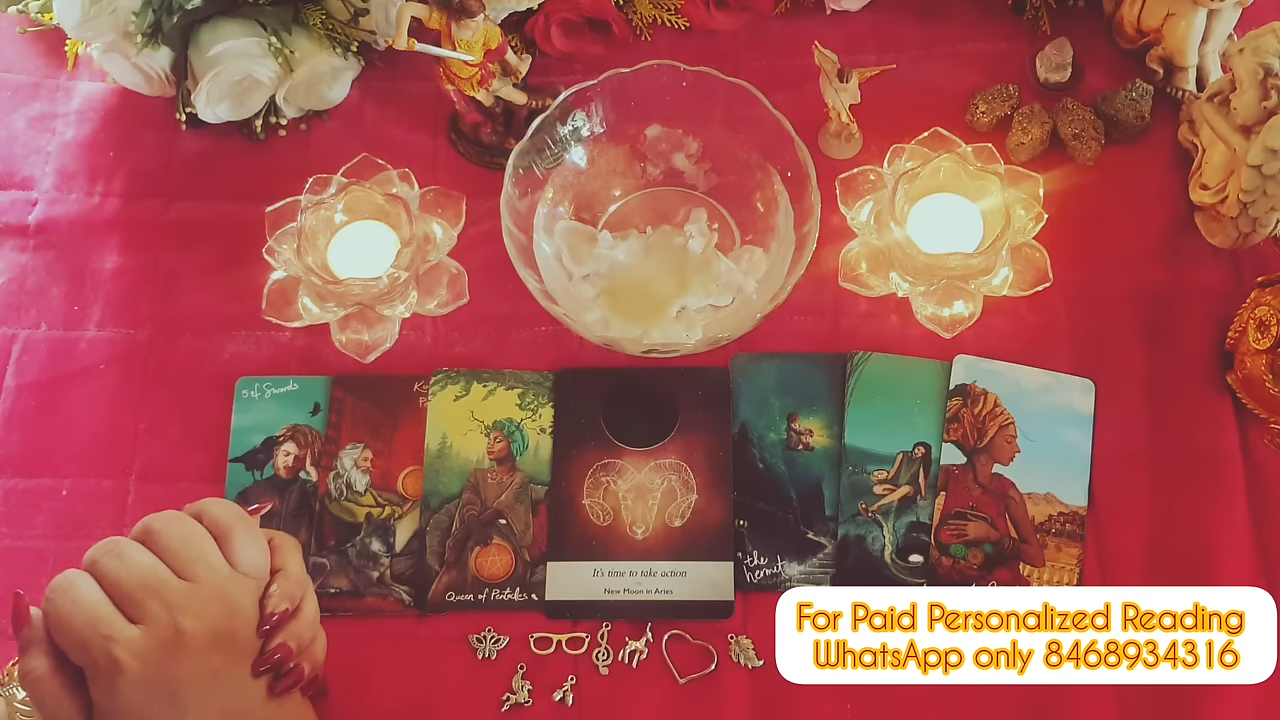 5 of Swords
Queen of Pentacles
It's time to take action
New Moon in Aries
9 the
hermit
For Paid Personalized Reading
WhatsApp only 8468934316